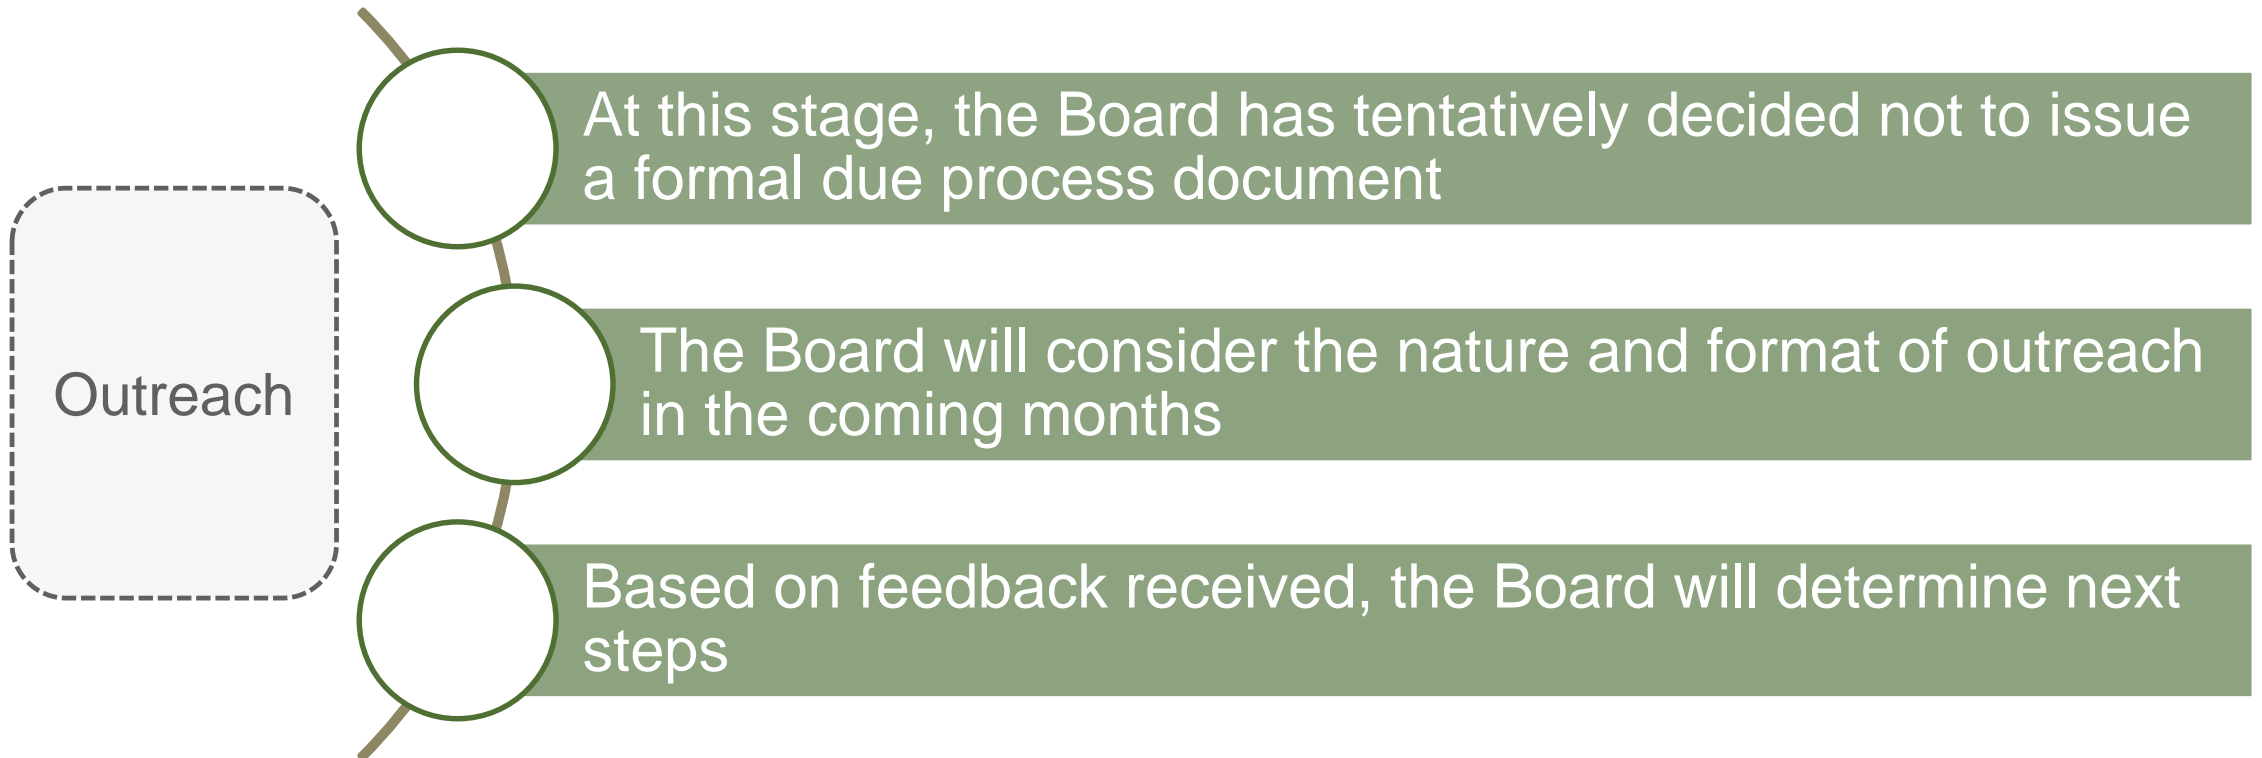 Outreach
At this stage, the Board has tentatively decided not to issue
a formal due process document
The Board will consider the nature and format of outreach
in the coming months
Based on feedback received, the Board will determine next
steps